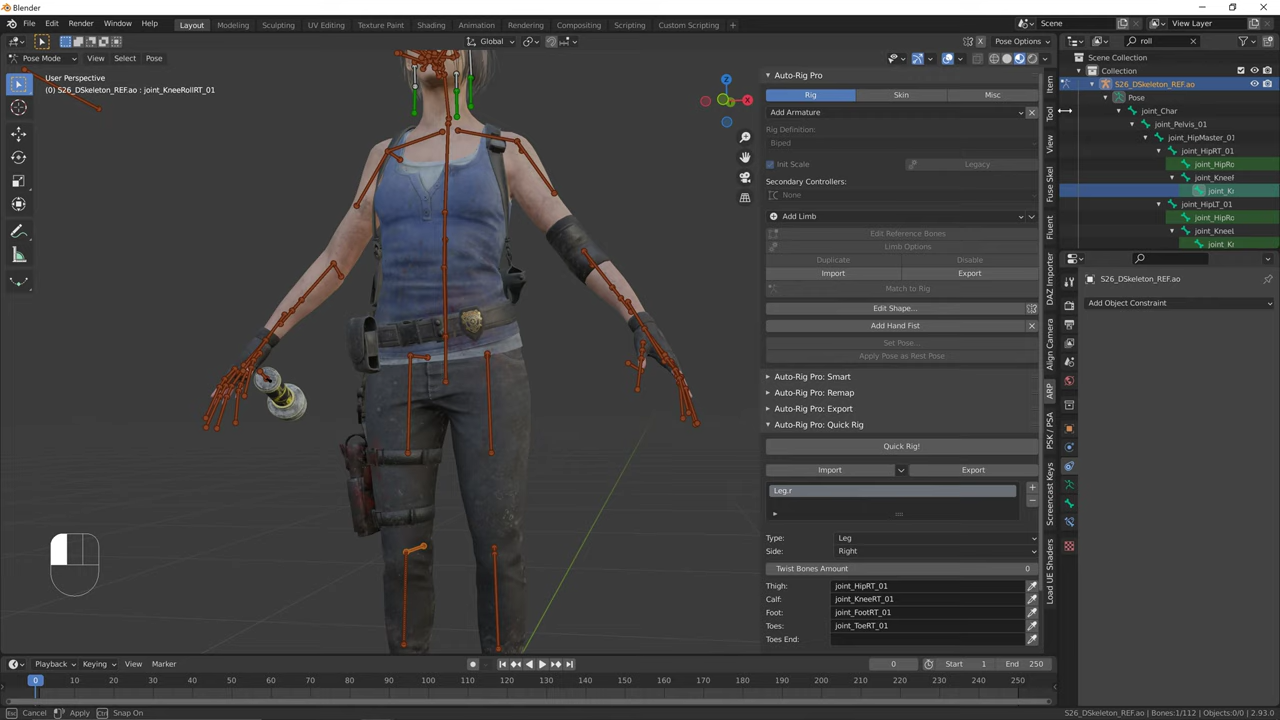 Blender
File Edit Render Window Help Layout Modeling Sculpting UV Editing Texture Paint Shading Animation Rendering Compositing Scripting Custom Scripting + Scene View Layer
Global Pose Options roll
Pose Mode View Select Pose
User Perspective
(0) S26_DSkeleton_REF.ao : joint_KneeRollRT_01
Z
X
Item
Tool
View
Fuse Skel
Fluent
DAZ Importer
Align Camera
ARP
PSK / PSA
Screencast Keys
Load UE Shaders
Auto-Rig Pro
Rig Skin Misc
Add Armature
Rig Definition:
Biped
Init Scale Legacy...
Secondary Controllers:
None
Add Limb
Edit Reference Bones
Limb Options
Duplicate Disable
Import Export
Match to Rig
Edit Shape...
Add Hand Fist
Set Pose...
Apply Pose as Rest Pose
Auto-Rig Pro: Smart
Auto-Rig Pro: Remap
Auto-Rig Pro: Export
Auto-Rig Pro: Quick Rig
Quick Rig!
Import Export
Leg.r
Type: Leg
Side: Right
Twist Bones Amount 0
Thigh: joint_HipRT_01
Calf: joint_KneeRT_01
Foot: joint_FootRT_01
Toes: joint_ToeRT_01
Toes End:
Scene Collection
Collection
S26_DSkeleton_REF.ao
Pose
joint_Char
joint_Pelvis_01
joint_HipMaster_01
joint_HipRT_01
joint_HipRo
joint_KneeF
joint_Kr
joint_HipLT_01
joint_HipRo
joint_KneeL
joint_Kr
S26_DSkeleton_REF.ao
Add Object Constraint
Playback Keying View Marker 0 Start 1 End 250
0 10 20 30 40 50 60 70 80 90 100 110 120 130 140 150 160 170 180 190 200 210 220 230 240 250
Cancel Apply Ctrl Snap On S26_DSkeleton_REF.ao | Bones:1/112 | Objects:0/0 | 2.93.0